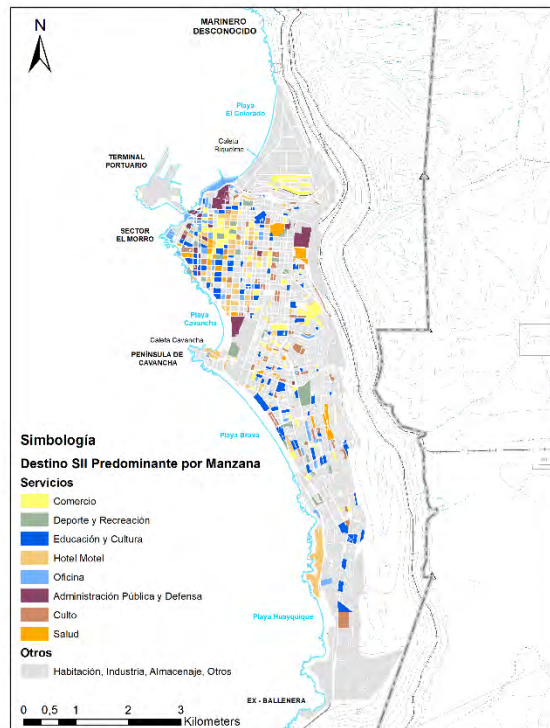 MARINERO
DESCONOCIDO
N
Playa
El Colorado
Caleta
Riquelme
TERMINAL
PORTUARIO
SECTOR
EL MORRO
Playa
Cavancha
Caleta Cavancha
PENÍNSULA DE
CAVANCHA
Playa Brava
Simbología
Destino SII Predominante por Manzana
Servicios
Comercio
Deporte y Recreación
Educación y Cultura
Hotel Motel
Oficina
Administración Pública y Defensa
Culto
Salud
Otros
Habitación, Industria, Almacenaje, Otros
Playa Huayquique
EX - BALLENERA
0 0,5 1 2 3
Kilometers